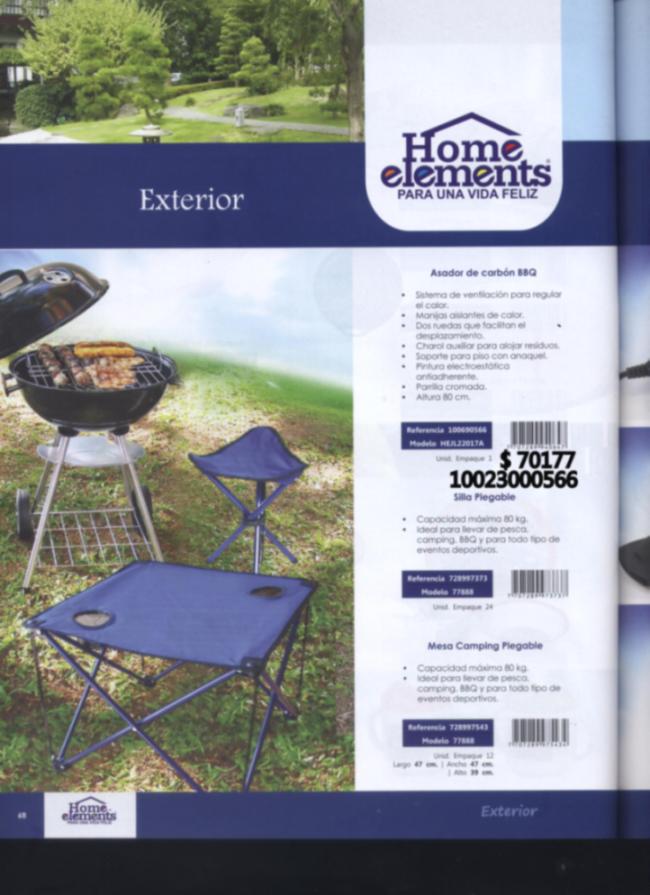 Home
elements
PARA UNA VIDA FELIZ
Exterior
Asador de carbón BBQ
• Sistema de ventilación para regular
el calor.
• Manijas aislantes de calor.
• Dos ruedas que facilitan el
desplazamiento.
• Charol auxiliar para alojar residuos.
• Soporte para piso con anaquel.
• Pintura electroestática
antiadherente.
• Parrilla cromada.
• Altura 80 cm.
Referencia 100690566
Modelo HEJL22017A
Unid. Empaque 1
$ 70177
10023000566
Silla Plegable
• Capacidad máxima 80 kg.
• Ideal para llevar de pesca,
camping, BBQ y para todo tipo de
eventos deportivos.
Referencia 728997373
Modelo 77888
Unid. Empaque 24
Mesa Camping Plegable
• Capacidad máxima 80 kg.
• Ideal para llevar de pesca,
camping, BBQ y para todo tipo de
eventos deportivos.
Referencia 728997543
Modelo 77888
Unid. Empaque 12
Largo 47 cm. | Ancho 47 cm.
| Alto 39 cm.
68
Home
elements
PARA UNA VIDA FELIZ
Exterior